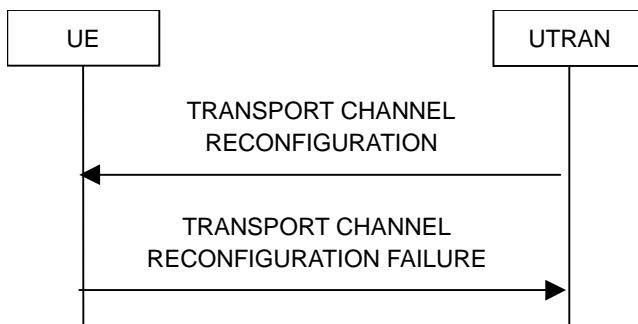 UE
UTRAN
TRANSPORT CHANNEL
RECONFIGURATION
TRANSPORT CHANNEL
RECONFIGURATION FAILURE